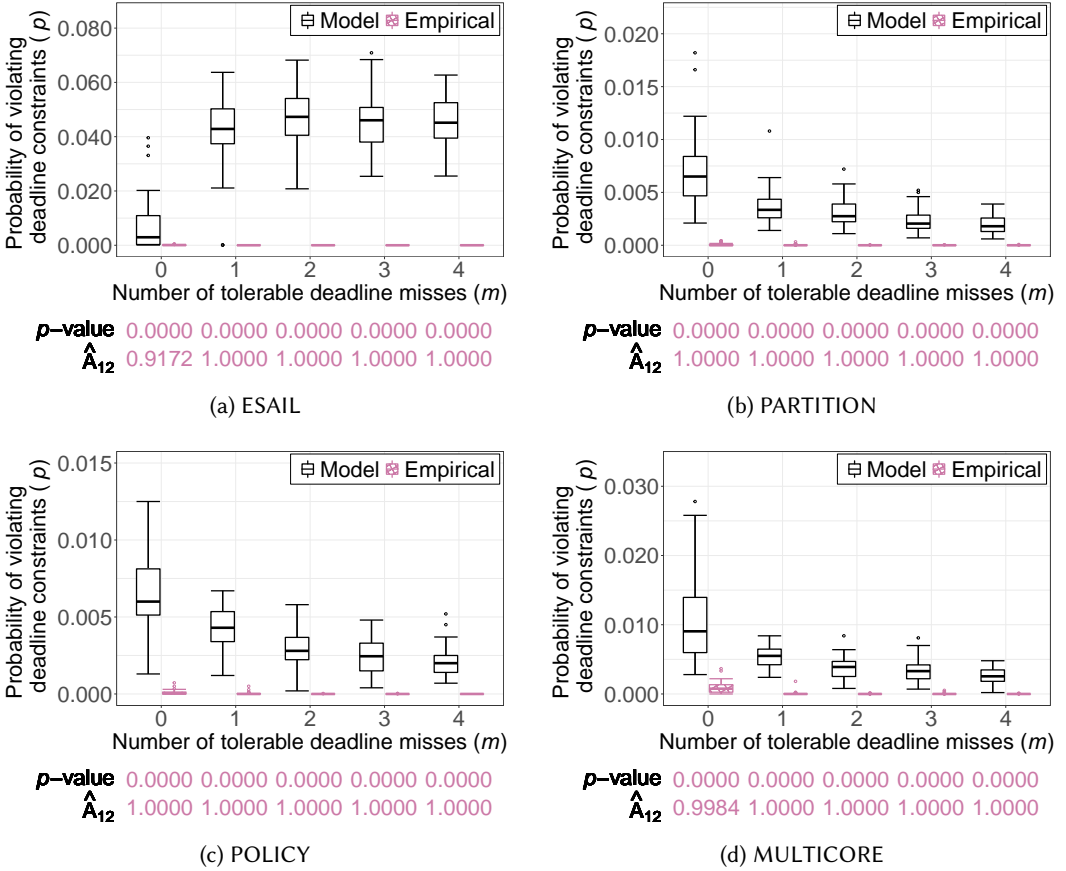 Probability of violating
deadline constraints ( p)
0.080
0.060
0.040
0.020
0.000
Model Empirical
0 1 2 3 4
Number of tolerable deadline misses (m)
p−value 0.0000 0.0000 0.0000 0.0000 0.0000
Â12 0.9172 1.0000 1.0000 1.0000 1.0000
(a) ESAIL
Probability of violating
deadline constraints ( p)
0.020
0.015
0.010
0.005
0.000
Model Empirical
0 1 2 3 4
Number of tolerable deadline misses (m)
p−value 0.0000 0.0000 0.0000 0.0000 0.0000
Â12 1.0000 1.0000 1.0000 1.0000 1.0000
(b) PARTITION
Probability of violating
deadline constraints ( p)
0.015
0.010
0.005
0.000
Model Empirical
0 1 2 3 4
Number of tolerable deadline misses (m)
p−value 0.0000 0.0000 0.0000 0.0000 0.0000
Â12 1.0000 1.0000 1.0000 1.0000 1.0000
(c) POLICY
Probability of violating
deadline constraints ( p)
0.030
0.020
0.010
0.000
Model Empirical
0 1 2 3 4
Number of tolerable deadline misses (m)
p−value 0.0000 0.0000 0.0000 0.0000 0.0000
Â12 0.9984 1.0000 1.0000 1.0000 1.0000
(d) MULTICORE